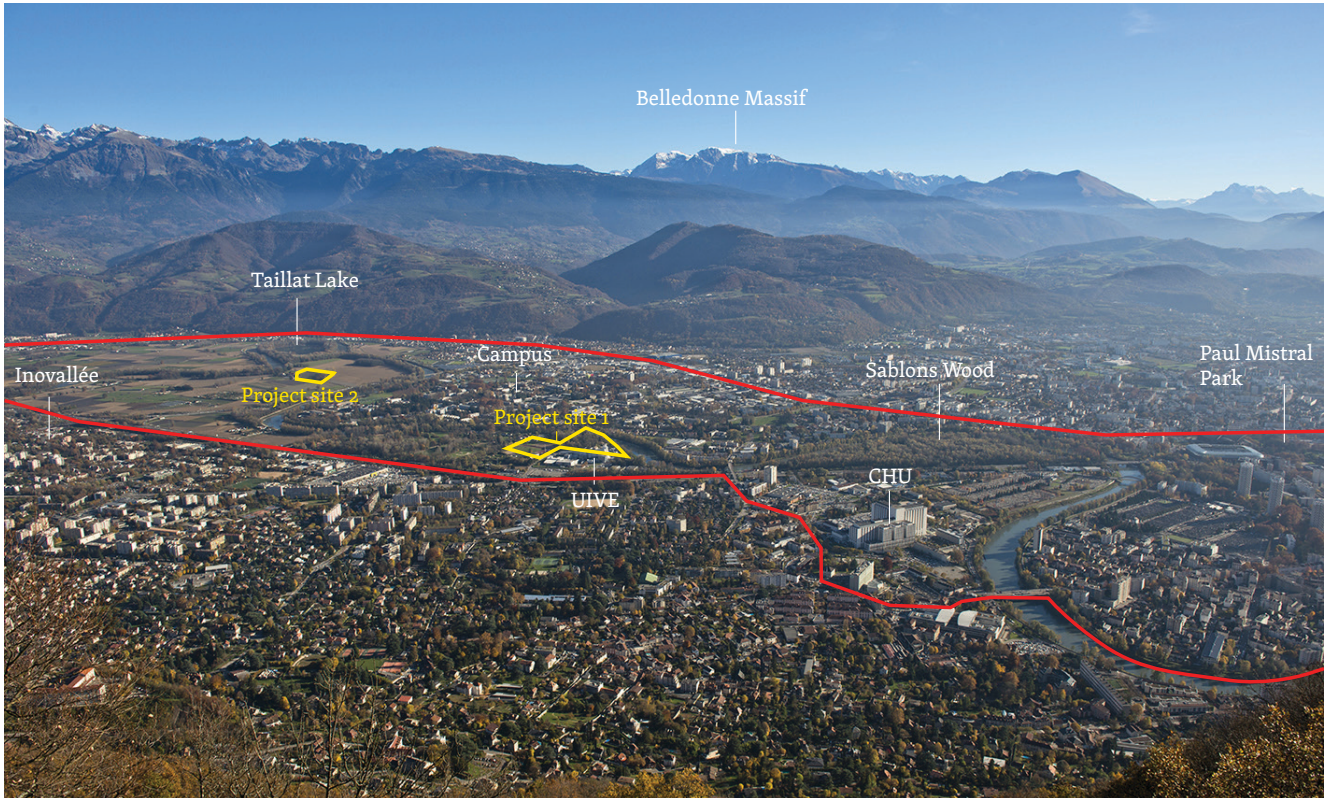 Belledonne Massif
Taillat Lake
Campus
Paul Mistral
Park
Inovallée
Sablons Wood
Project site 2
Project site 1
CHU
UIVE